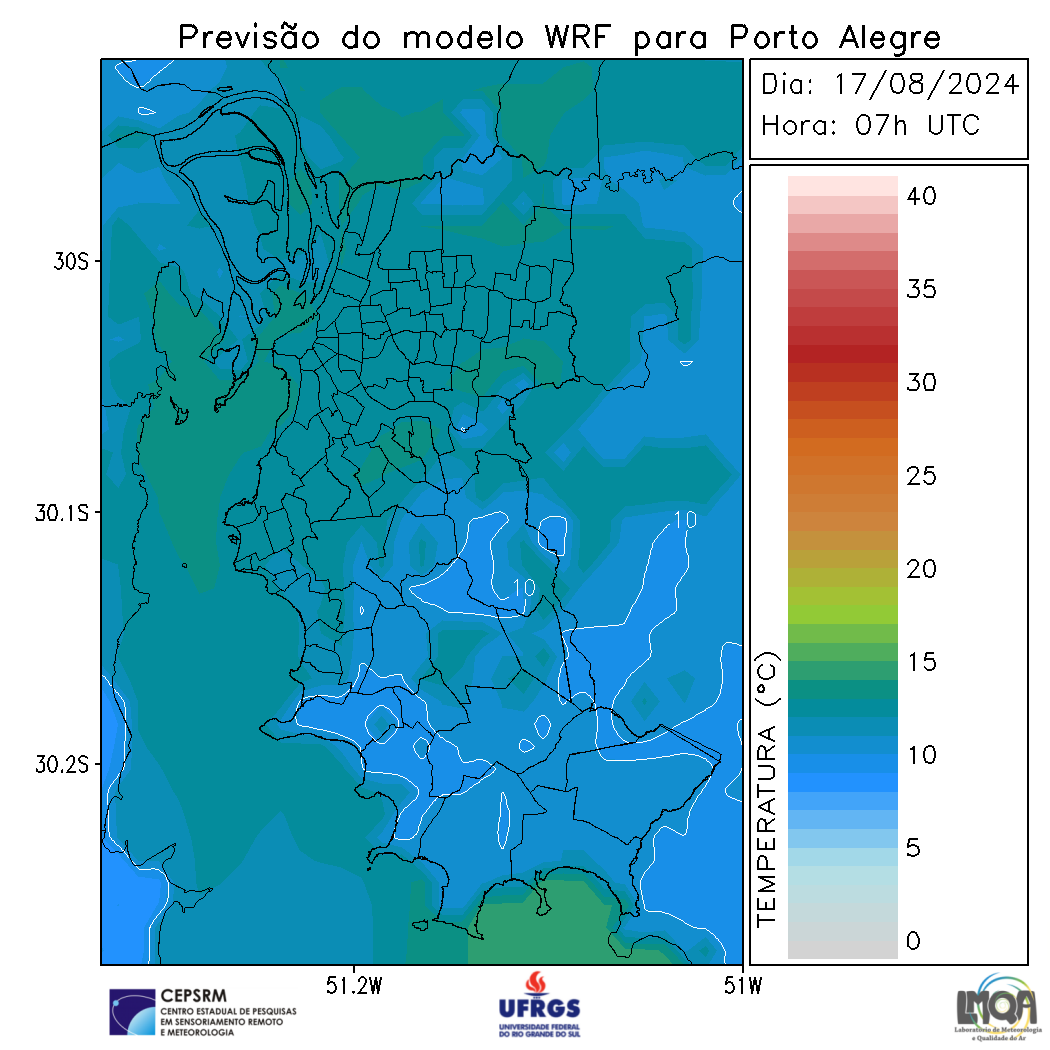 Previsão do modelo WRF para Porto Alegre
Dia: 17/08/2024
Hora: 07h UTC
40
35
30
25
20
15
10
5
0
TEMPERATURA (°C)
30S
30.1S
30.2S
10
10
51.2W
51W
CEPSRM
CENTRO ESTADUAL DE PESQUISAS
EM SENSORIAMENTO REMOTO
E METEOROLOGIA
UFRGS
UNIVERSIDADE FEDERAL
DO RIO GRANDE DO SUL
LMQA
Laboratório de Meteorologia
e Qualidade do Ar